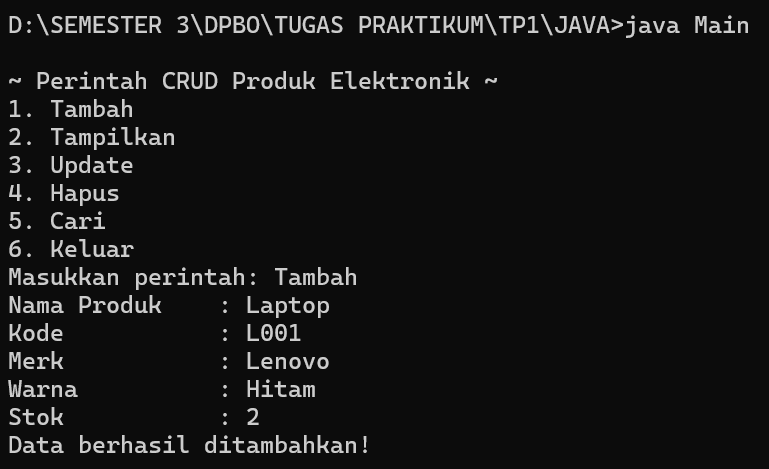 D:\SEMESTER 3\DPBO\TUGAS PRAKTIKUM\TP1\JAVA>java Main
~ Perintah CRUD Produk Elektronik ~
1. Tambah
2. Tampilkan
3. Update
4. Hapus
5. Cari
6. Keluar
Masukkan perintah: Tambah
Nama Produk    : Laptop
Kode           : L001
Merk           : Lenovo
Warna          : Hitam
Stok           : 2
Data berhasil ditambahkan!